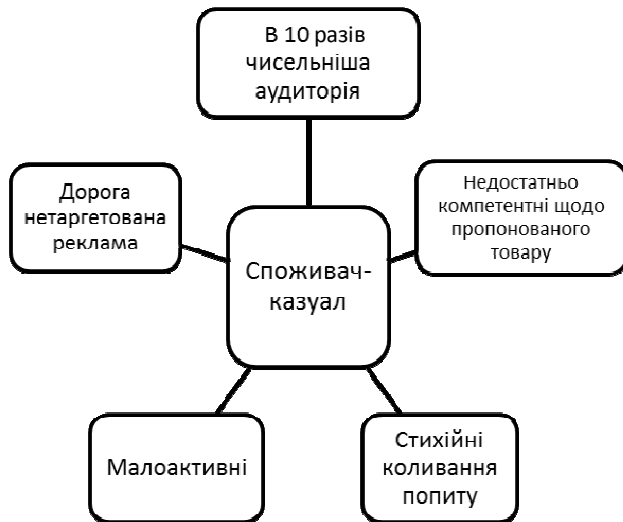 В 10 разів
чисельніша
аудиторія
Дорога
нетаргетована
реклама
Недостатньо
компетентні щодо
пропонованого
товару
Споживач-
казуал
Малоактивні
Стихійні
коливання
попиту